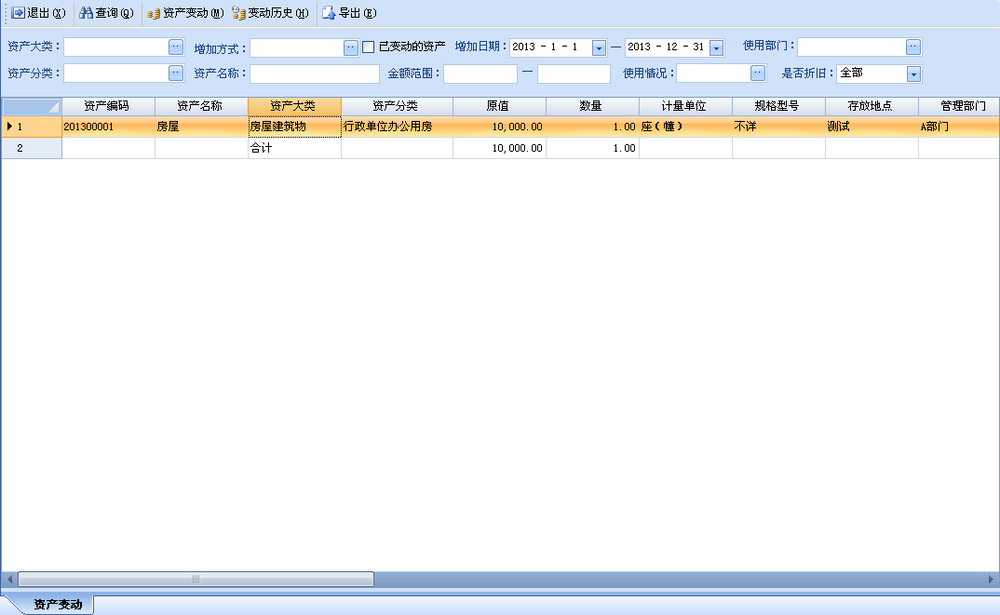 退出(X) 查询(Q) 资产变动(M) 变动历史(H) 导出(E)
资产大类： 增加方式： 已变动的资产 增加日期：2013 - 1 - 1 — 2013 - 12 - 31 使用部门：
资产分类： 资产名称： 金额范围： — 使用情况： 是否折旧：全部
资产编码 资产名称 资产大类 资产分类 原值 数量 计量单位 规格型号 存放地点 管理部门
1 201300001 房屋 房屋建筑物 行政单位办公用房 10,000.00 1.00 座(幢) 不详 测试 A部门
2 合计 10,000.00 1.00
资产变动